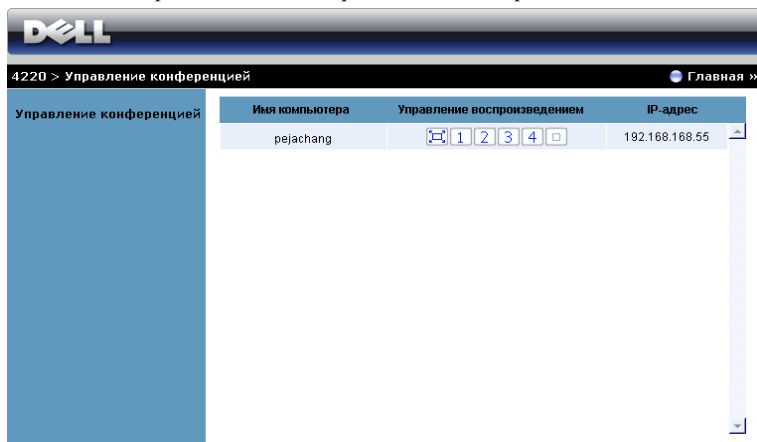 DELL
4220 > Управление конференцией
Главная »
Управление конференцией
Имя компьютера Управление воспроизведением IP-адрес
pejachang 1 2 3 4 192.168.168.55